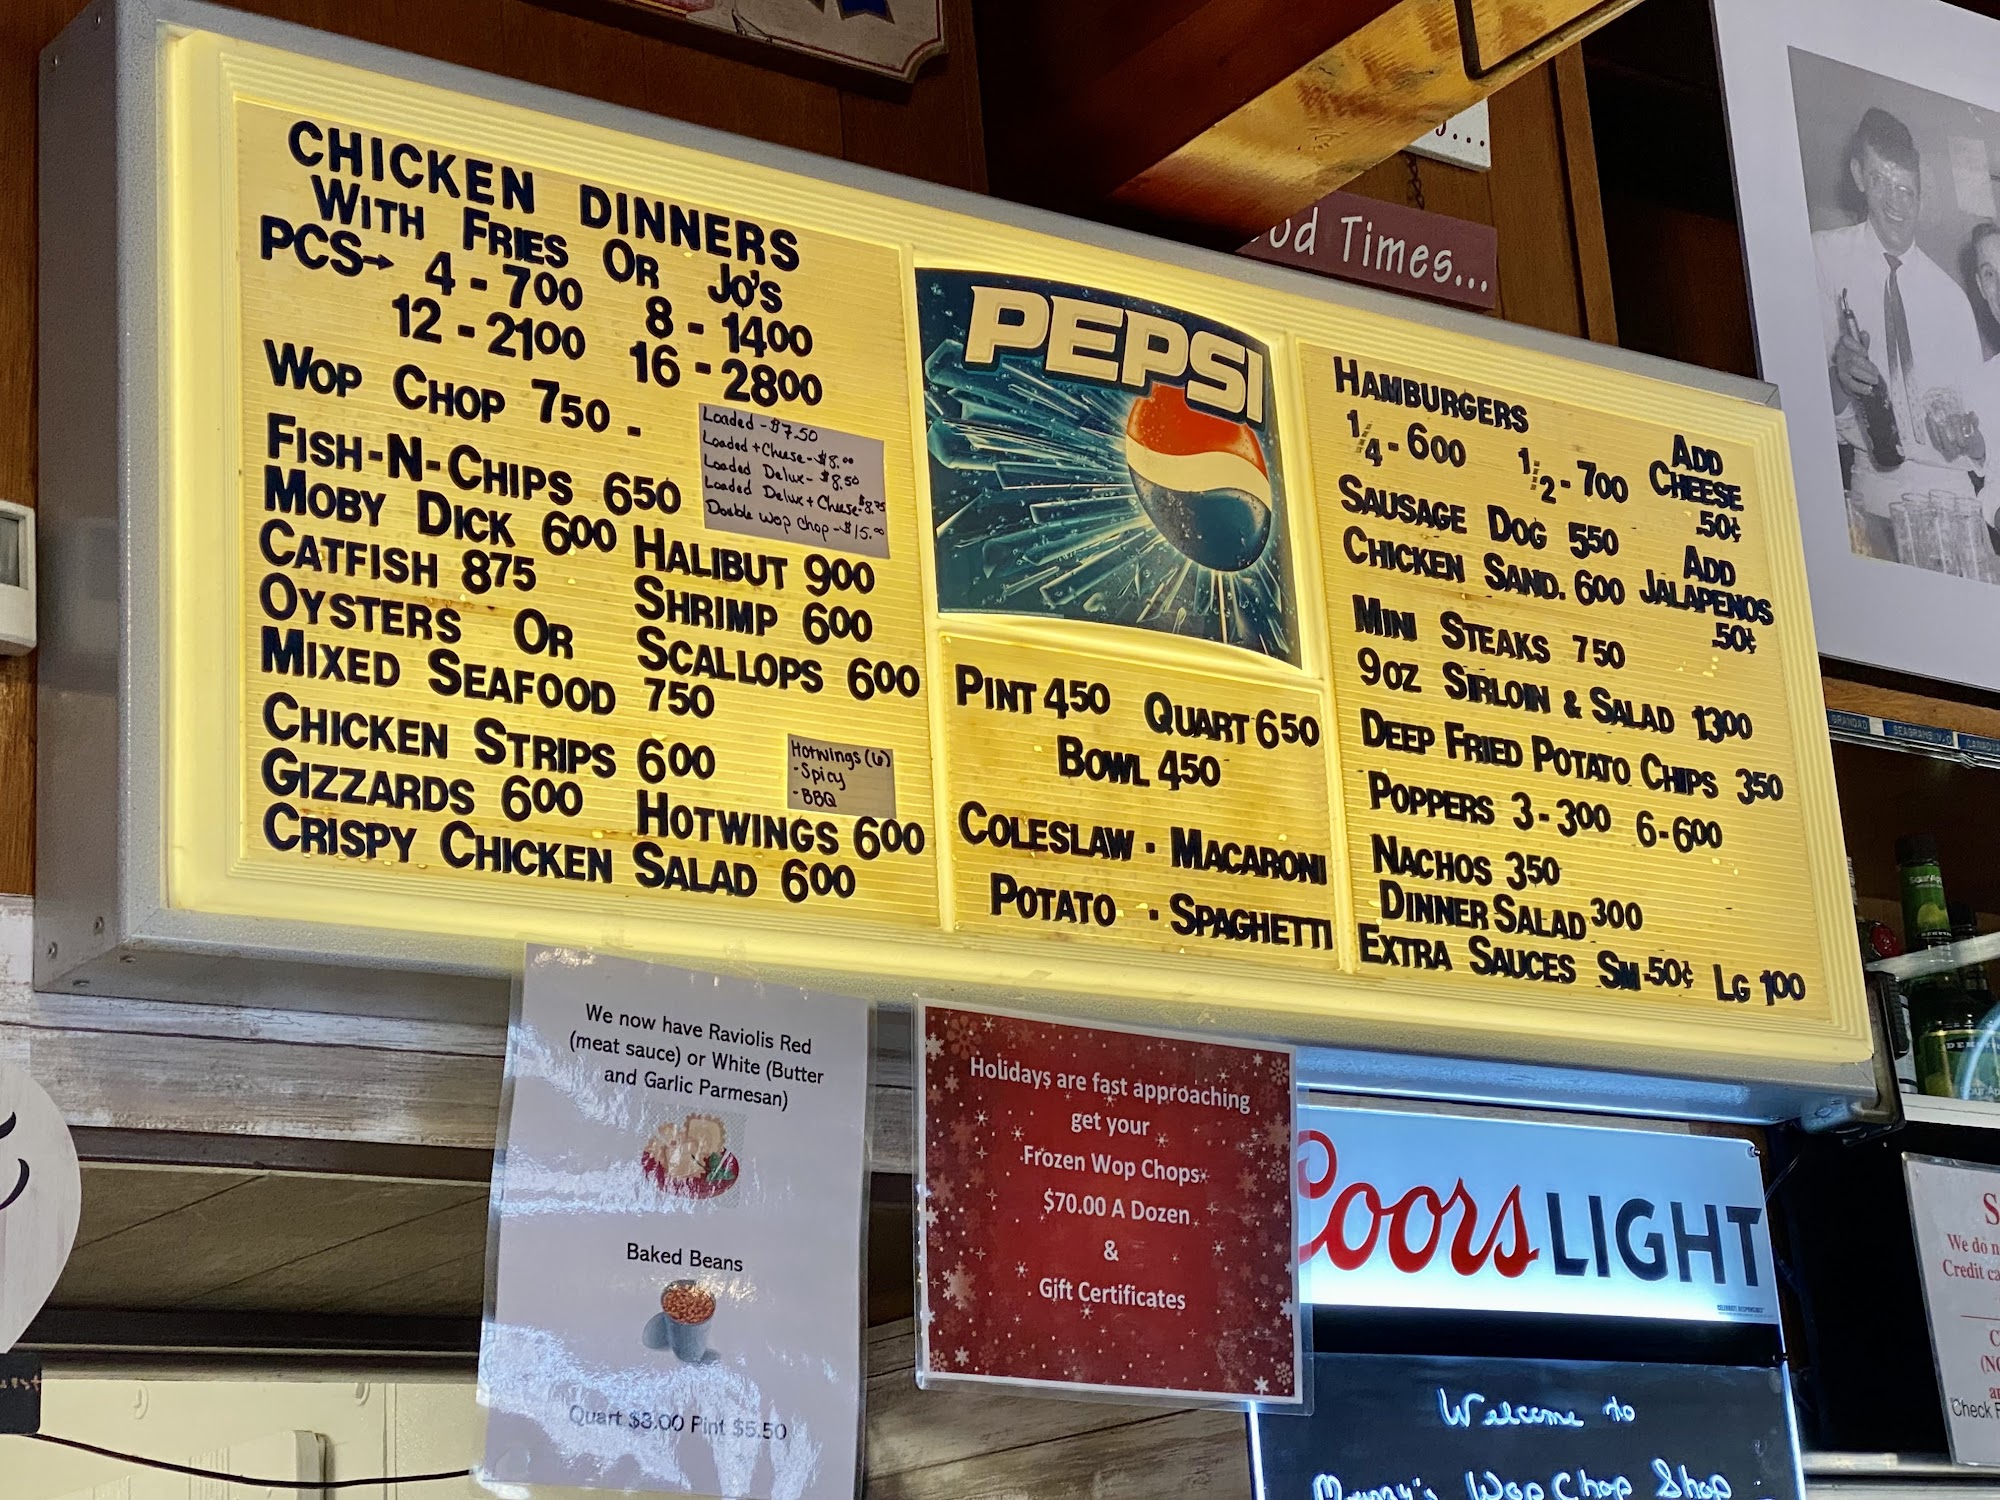 CHICKEN DINNERS
WITH FRIES OR JO'S
PCS→ 4 - 700 8 - 1400
12 - 2100 16 - 2800
WOP CHOP 750 -
Loaded - $7.50
Loaded + Cheese - $8.00
Loaded Delux - $8.50
Loaded Delux + Cheese - $8.75
Double Wop Chop - $15.00
FISH-N-CHIPS 650
MOBY DICK 600 HALIBUT 900
CATFISH 875 SHRIMP 600
OYSTERS OR SCALLOPS 600
MIXED SEAFOOD 750
CHICKEN STRIPS 600
Hotwings (6)
- Spicy
- BBQ
GIZZARDS 600 HOTWINGS 600
CRISPY CHICKEN SALAD 600
PEPSI
PINT 450 QUART 650
BOWL 450
COLESLAW · MACARONI
POTATO · SPAGHETTI
HAMBURGERS
1/4 - 600 1/2 - 700
ADD
CHEESE
.50¢
SAUSAGE DOG 550
CHICKEN SAND. 600
ADD
JALAPENOS
.50¢
MINI STEAKS 750
9OZ SIRLOIN & SALAD 1300
DEEP FRIED POTATO CHIPS 350
POPPERS 3 - 300 6 - 600
NACHOS 350
DINNER SALAD 300
EXTRA SAUCES SM .50¢ LG 100
Times...
We now have Raviolis Red
(meat sauce) or White (Butter
and Garlic Parmesan)
Baked Beans
Quart $3.00 Pint $5.50
Holidays are fast approaching
get your
Frozen Wop Chops
$70.00 A Dozen
&
Gift Certificates
Coors LIGHT
Welcome to
Wop Chop Shop
We do
Credit